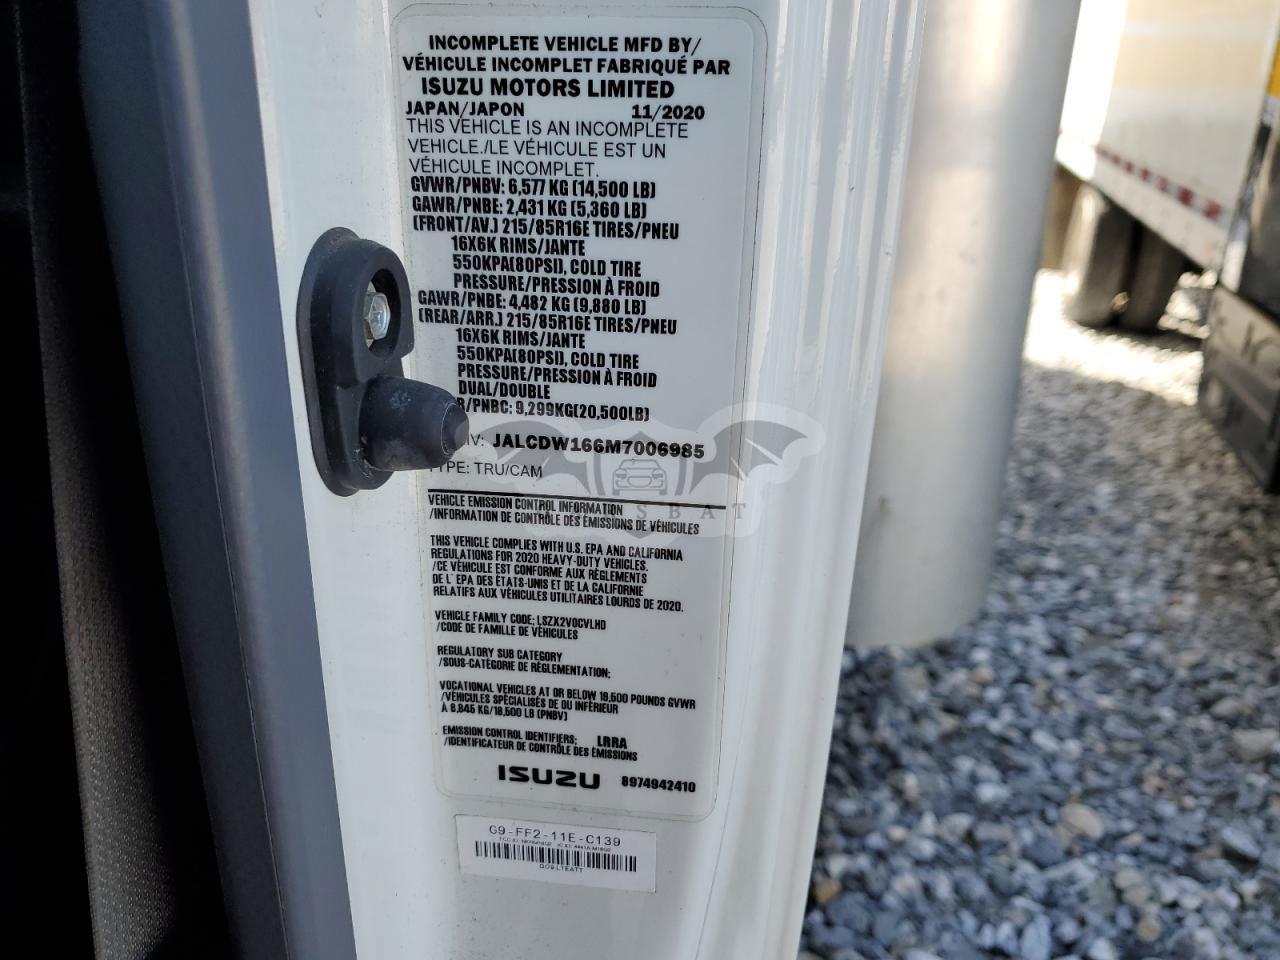 INCOMPLETE VEHICLE MFD BY/
VÉHICULE INCOMPLET FABRIQUÉ PAR
ISUZU MOTORS LIMITED
JAPAN/JAPON 11/2020
THIS VEHICLE IS AN INCOMPLETE
VEHICLE./LE VÉHICULE EST UN
VÉHICULE INCOMPLET.
GVWR/PNBV: 6,577 KG (14,500 LB)
GAWR/PNBE: 2,431 KG (5,360 LB)
(FRONT/AV.) 215/85R16E TIRES/PNEU
16X6K RIMS/JANTE
550KPA(80PSI), COLD TIRE
PRESSURE/PRESSION À FROID
GAWR/PNBE: 4,482 KG (9,880 LB)
(REAR/ARR.) 215/85R16E TIRES/PNEU
16X6K RIMS/JANTE
550KPA(80PSI), COLD TIRE
PRESSURE/PRESSION À FROID
DUAL/DOUBLE
R/PNBC: 9,299KG(20,500LB)
IV: JALCDW166M7006985
TYPE: TRU/CAM
VEHICLE EMISSION CONTROL INFORMATION
/INFORMATION DE CONTRÔLE DES ÉMISSIONS DE VÉHICULES
THIS VEHICLE COMPLIES WITH U.S. EPA AND CALIFORNIA
REGULATIONS FOR 2020 HEAVY-DUTY VEHICLES.
/CE VÉHICULE EST CONFORME AUX RÈGLEMENTS
DE L' EPA DES ÉTATS-UNIS ET DE LA CALIFORNIE
RELATIFS AUX VÉHICULES UTILITAIRES LOURDS DE 2020.
VEHICLE FAMILY CODE: LSZX2VOCVLHD
/CODE DE FAMILLE DE VÉHICULES
REGULATORY SUB CATEGORY
/SOUS-CATÉGORIE DE RÉGLEMENTATION:
VOCATIONAL VEHICLES AT OR BELOW 19,500 POUNDS GVWR
/VÉHICULES SPÉCIALISÉS DE OU INFÉRIEUR
À 8,845 KG/19,500 LB (PNBV)
EMISSION CONTROL IDENTIFIERS: LRRA
/IDENTIFICATEUR DE CONTRÔLE DES ÉMISSIONS
ISUZU 8974942410
G9-FF2-11E-C139